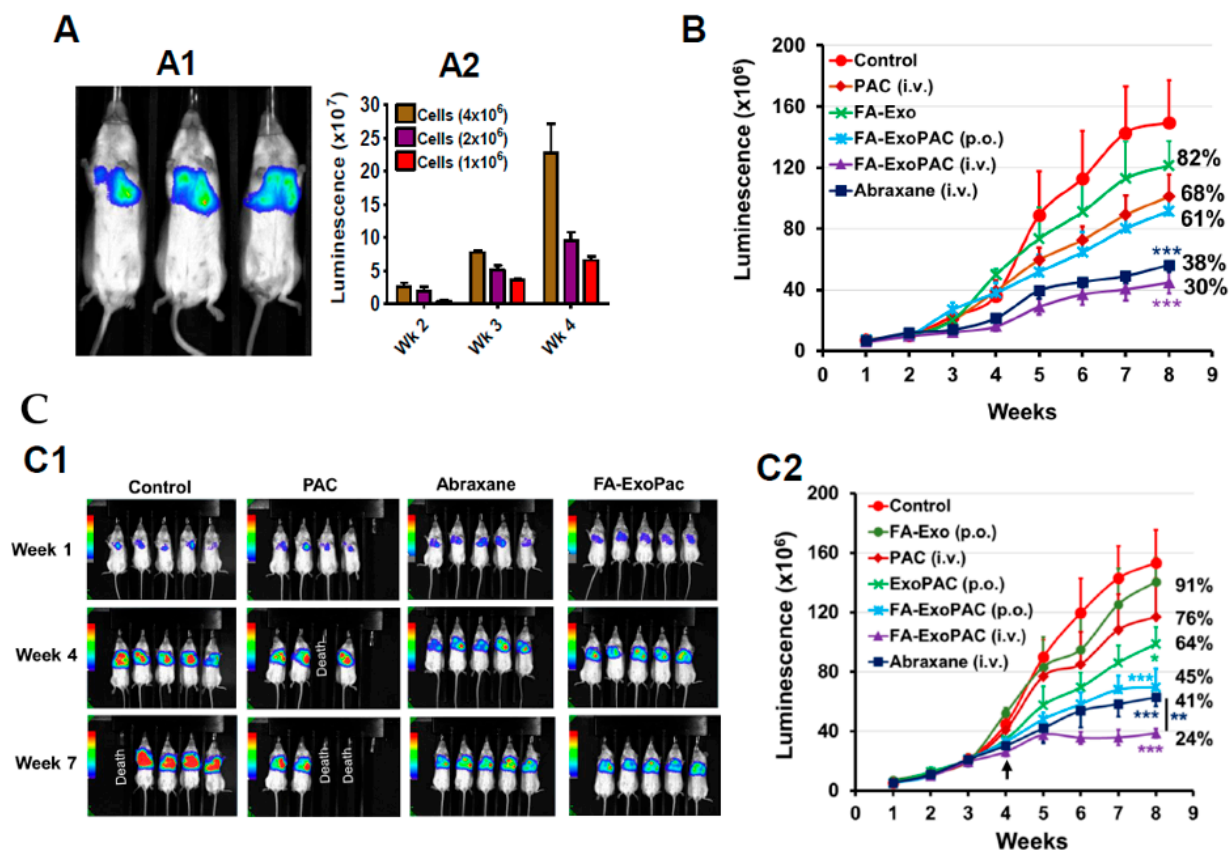 A
A1
A2
Luminescence (x10⁷)
30
25
20
15
10
5
0
Cells (4x10⁶)
Cells (2x10⁶)
Cells (1x10⁶)
Wk 2
Wk 3
Wk 4
B
Luminescence (x10⁶)
200
160
120
80
40
0
Control
PAC (i.v.)
FA-Exo
FA-ExoPAC (p.o.)
FA-ExoPAC (i.v.)
Abraxane (i.v.)
82%
68%
61%
***
38%
30%
***
0 1 2 3 4 5 6 7 8 9
Weeks
C
C1
Control PAC Abraxane FA-ExoPac
Week 1
Week 4
Death
Week 7
Death
Death
Death
C2
Luminescence (x10⁶)
200
160
120
80
40
0
Control
FA-Exo (p.o.)
PAC (i.v.)
ExoPAC (p.o.)
FA-ExoPAC (p.o.)
FA-ExoPAC (i.v.)
Abraxane (i.v.)
91%
76%
64%
*
45%
***
41%
*** **
24%
***
0 1 2 3 4 5 6 7 8 9
Weeks